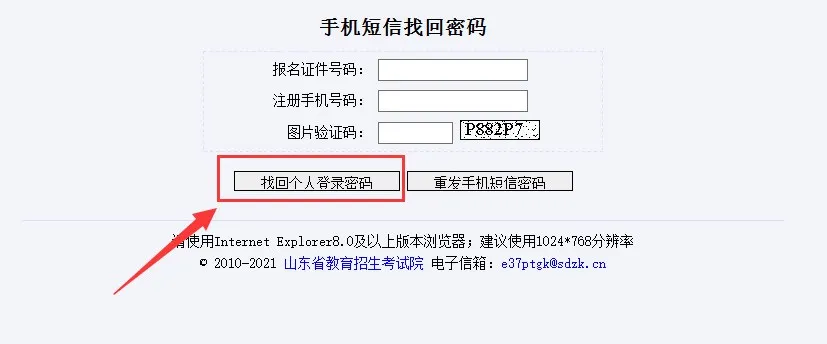 手机短信找回密码
报名证件号码：
注册手机号码：
图片验证码： P882P7
找回个人登录密码 重发手机短信密码
请使用Internet Explorer8.0及以上版本浏览器；建议使用1024*768分辨率
© 2010-2021 山东省教育招生考试院 电子信箱：e37ptgk@sdzk.cn